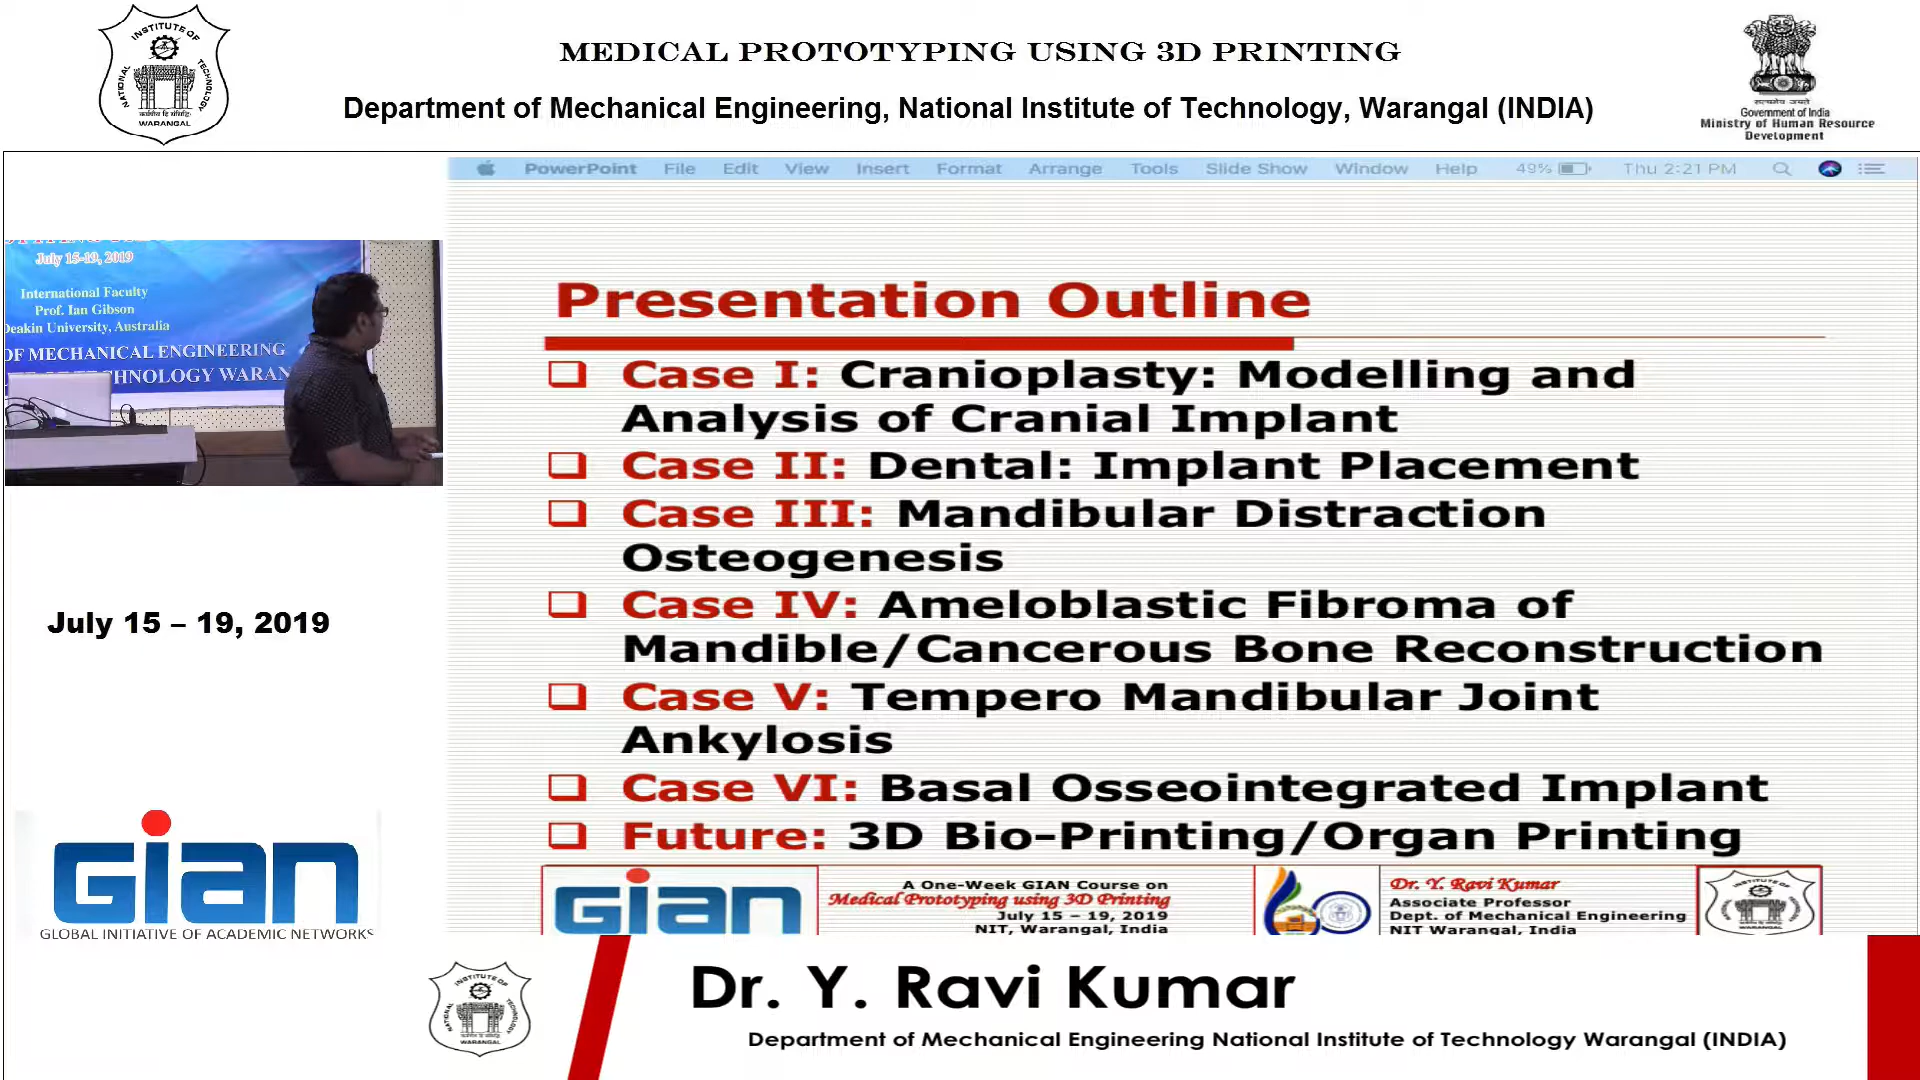 MEDICAL PROTOTYPING USING 3D PRINTING
Department of Mechanical Engineering, National Institute of Technology, Warangal (INDIA)
INSTITUTE OF
NATIONAL
TECHNOLOGY
WARANGAL
सत्यमेव जयते
Government of India
Ministry of Human Resource
Development
PowerPoint File Edit View Insert Format Arrange Tools Slide Show Window Help 49% Thu 2:21 PM
July 15-19, 2019
International Faculty
Prof. Ian Gibson
Deakin University, Australia
OF MECHANICAL ENGINEERING
CHNOLOGY WARAN
July 15 – 19, 2019
GIAN
GLOBAL INITIATIVE OF ACADEMIC NETWORKS
Presentation Outline
Case I: Cranioplasty: Modelling and
Analysis of Cranial Implant
Case II: Dental: Implant Placement
Case III: Mandibular Distraction
Osteogenesis
Case IV: Ameloblastic Fibroma of
Mandible/Cancerous Bone Reconstruction
Case V: Tempero Mandibular Joint
Ankylosis
Case VI: Basal Osseointegrated Implant
Future: 3D Bio-Printing/Organ Printing
GIAN
A One-Week GIAN Course on
Medical Prototyping using 3D Printing
July 15 – 19, 2019
NIT, Warangal, India
Dr. Y. Ravi Kumar
Associate Professor
Dept. of Mechanical Engineering
NIT Warangal, India
Dr. Y. Ravi Kumar
Department of Mechanical Engineering National Institute of Technology Warangal (INDIA)